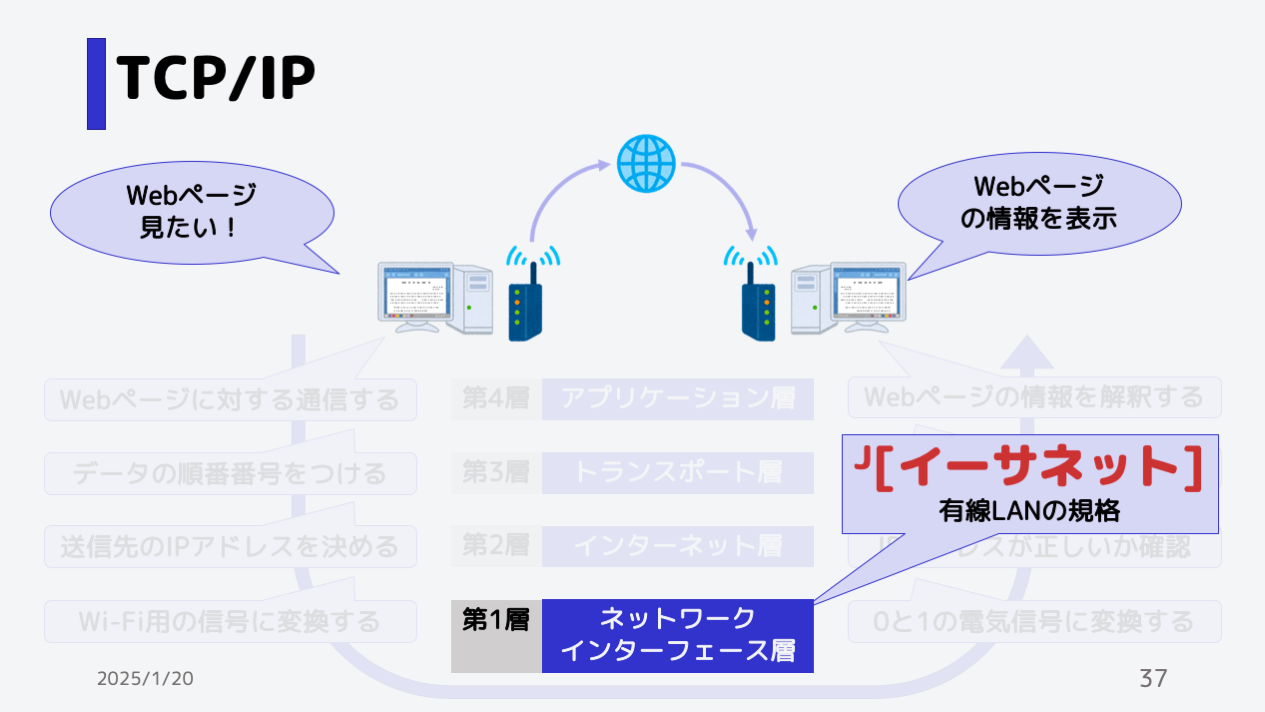 TCP/IP
Webページ
見たい！
Webページ
の情報を表示
Webページに対する通信する
第4層
アプリケーション層
Webページの情報を解釈する
データの順番番号をつける
第3層
トランスポート層
╯[イーサネット]
有線LANの規格
送信先のIPアドレスを決める
第2層
インターネット層
レスが正しいか確認
Wi-Fi用の信号に変換する
第1層
ネットワーク
インターフェース層
0と1の電気信号に変換する
2025/1/20
37